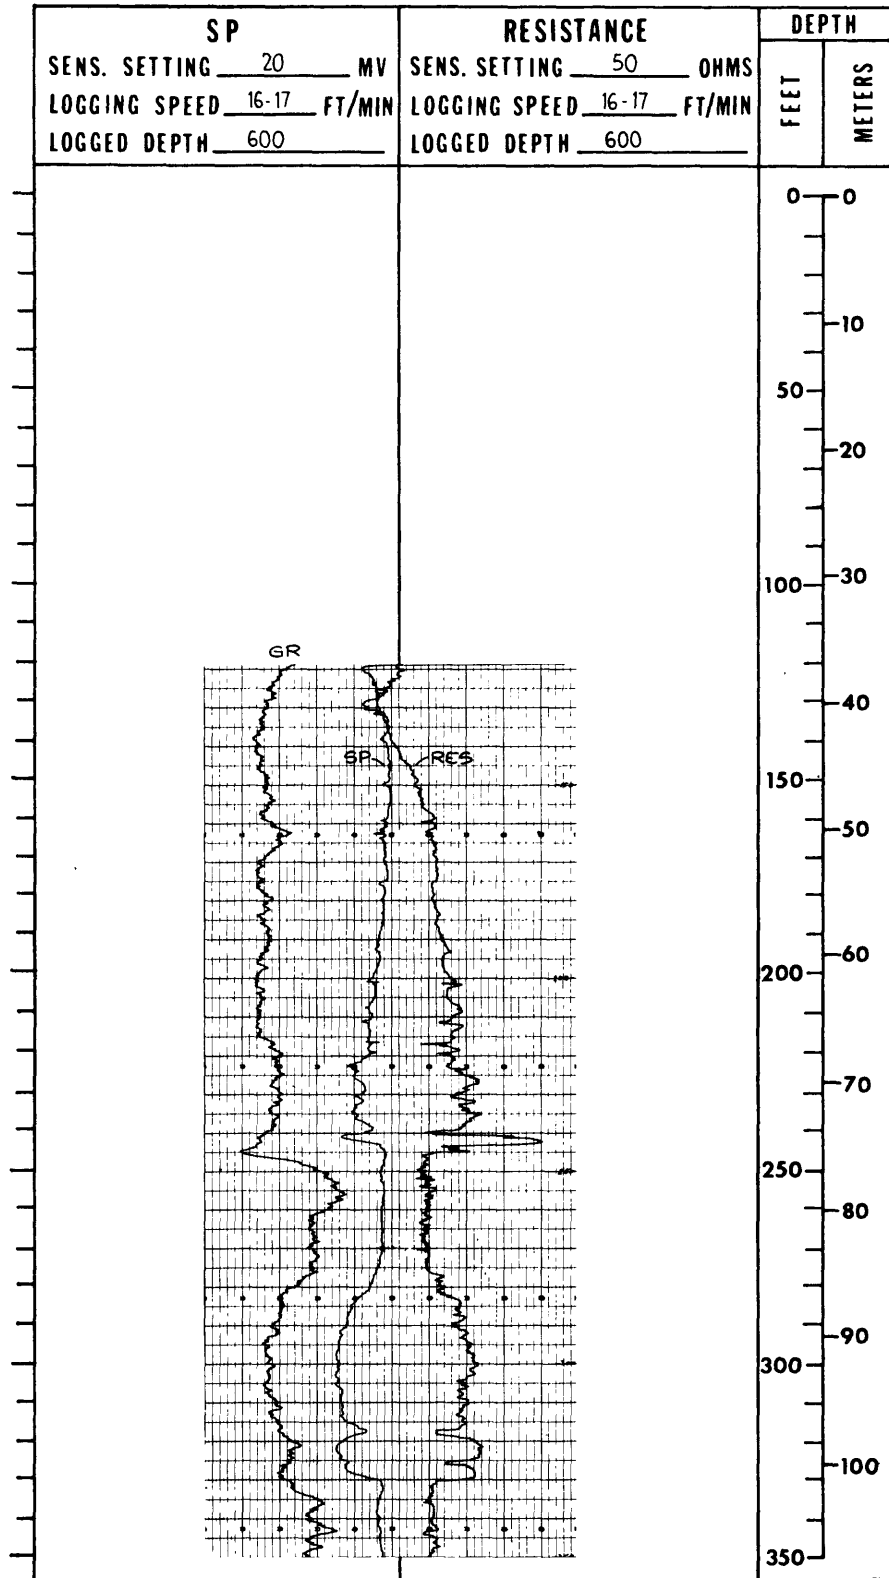 SP
SENS. SETTING 20 MV
LOGGING SPEED 16-17 FT/MIN
LOGGED DEPTH 600
RESISTANCE
SENS. SETTING 50 OHMS
LOGGING SPEED 16-17 FT/MIN
LOGGED DEPTH 600
DEPTH
FEET
METERS
0
0
10
50
20
30
100
GR
40
SP
RES
150
50
60
200
70
250
80
90
300
100
350